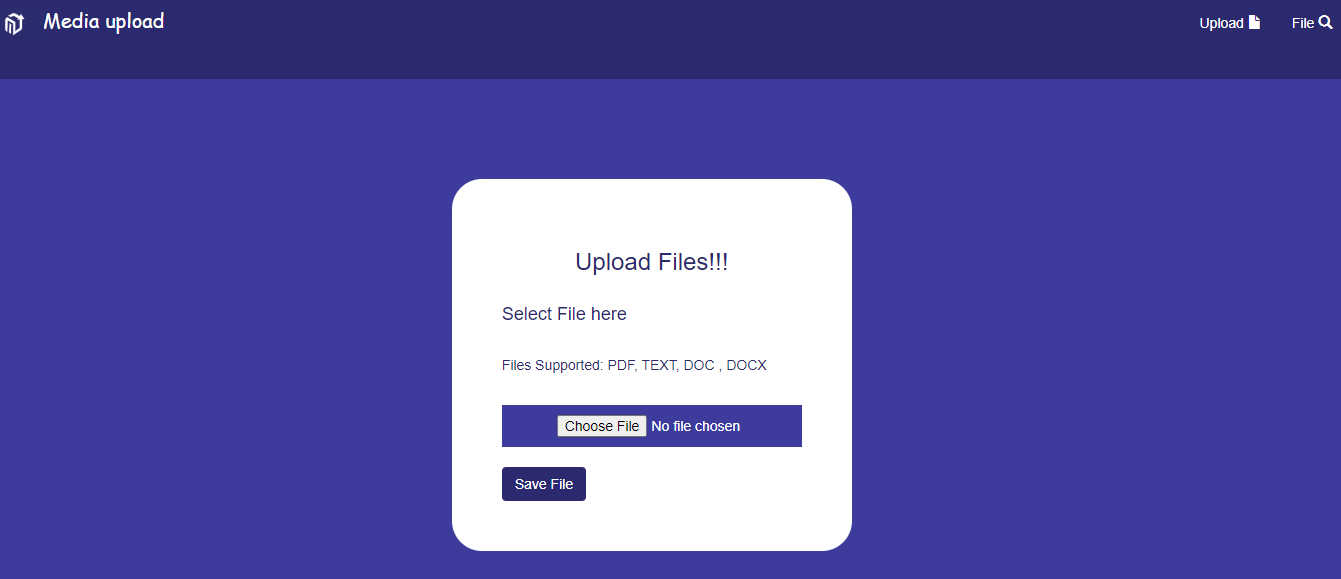 Media upload
Upload
File
Upload Files!!!
Select File here
Files Supported: PDF, TEXT, DOC , DOCX
Choose File No file chosen
Save File